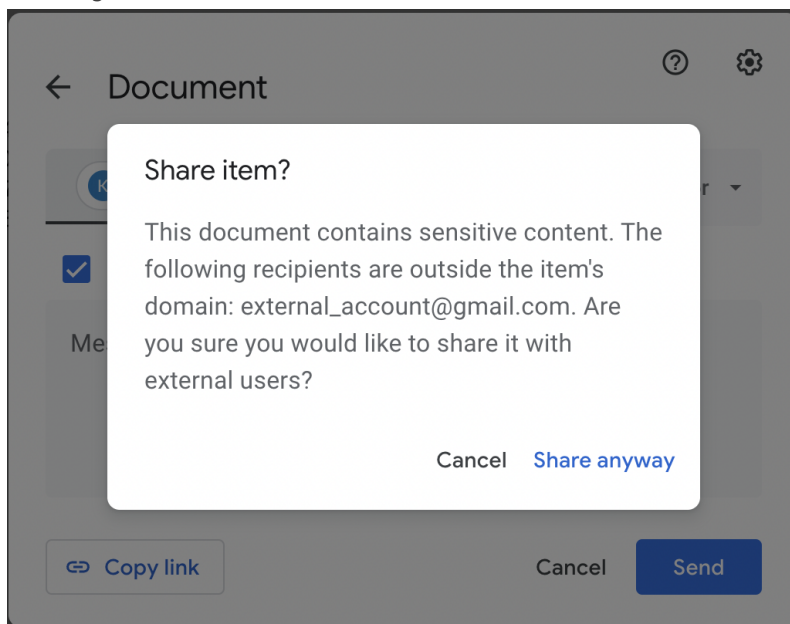 Document
K
Share item?
r
This document contains sensitive content. The
following recipients are outside the item's
domain: external_account@gmail.com. Are
Me
you sure you would like to share it with
external users?
Cancel Share anyway
Copy link Cancel Send